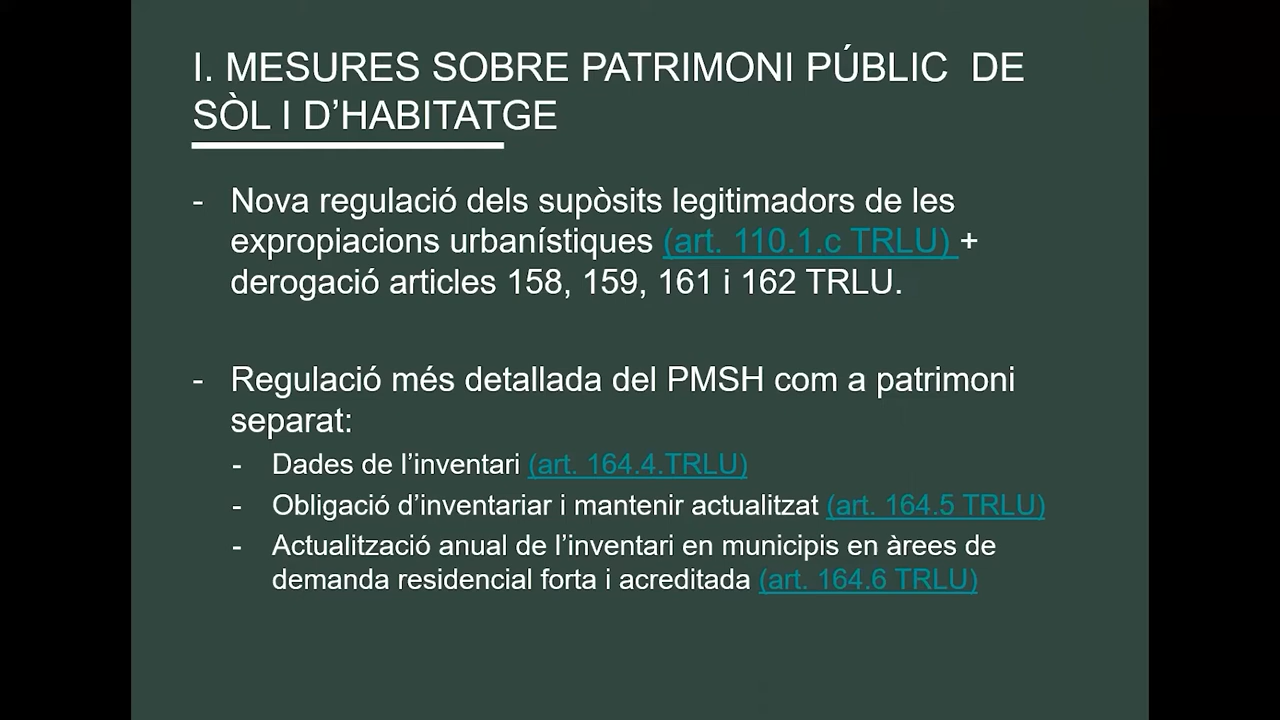 I. MESURES SOBRE PATRIMONI PÚBLIC  DE
SÒL I D’HABITATGE
- Nova regulació dels supòsits legitimadors de les
expropiacions urbanístiques (art. 110.1.c TRLU) +
derogació articles 158, 159, 161 i 162 TRLU.
- Regulació més detallada del PMSH com a patrimoni
separat:
- Dades de l’inventari (art. 164.4.TRLU)
- Obligació d’inventariar i mantenir actualitzat (art. 164.5 TRLU)
- Actualització anual de l’inventari en municipis en àrees de
demanda residencial forta i acreditada (art. 164.6 TRLU)